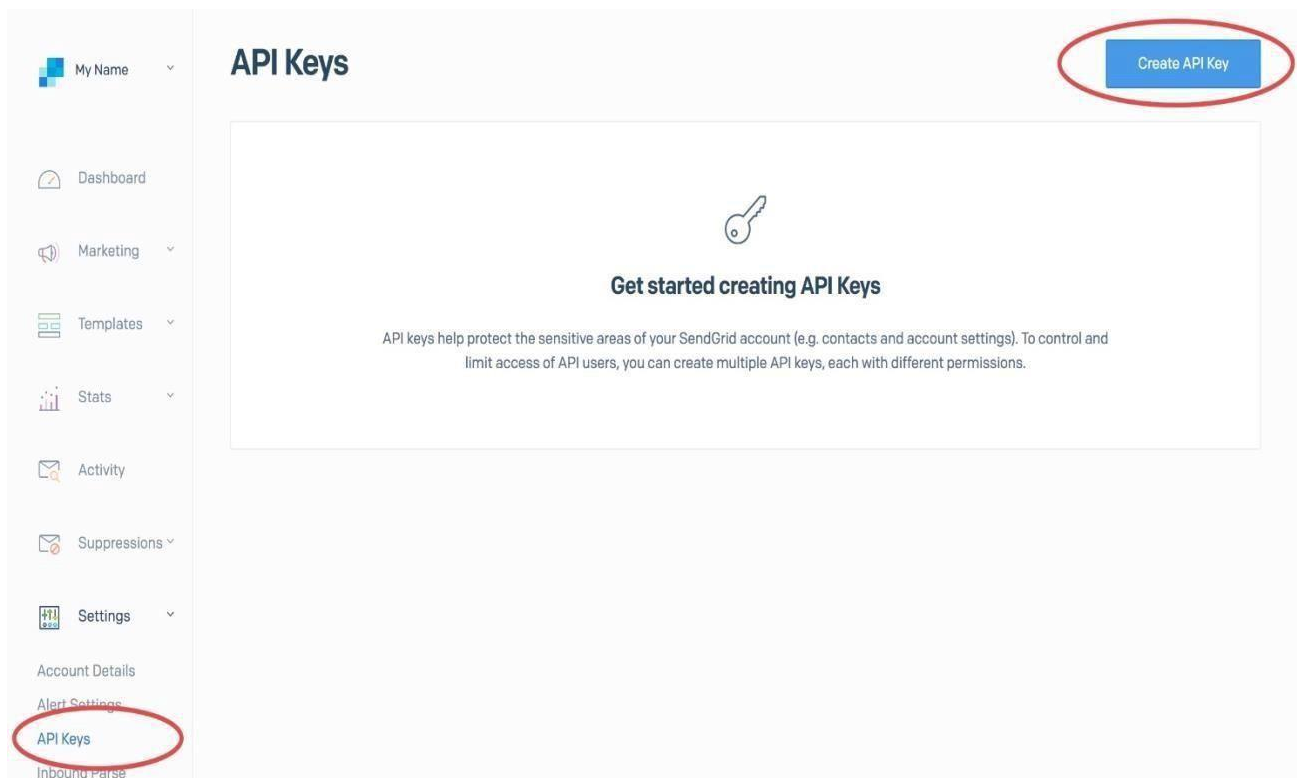 My Name
API Keys
Create API Key
Dashboard
Marketing
Templates
Stats
Activity
Suppressions
Settings
Account Details
Alert Settings
API Keys
Inbound Parse
Get started creating API Keys
API keys help protect the sensitive areas of your SendGrid account (e.g. contacts and account settings). To control and
limit access of API users, you can create multiple API keys, each with different permissions.